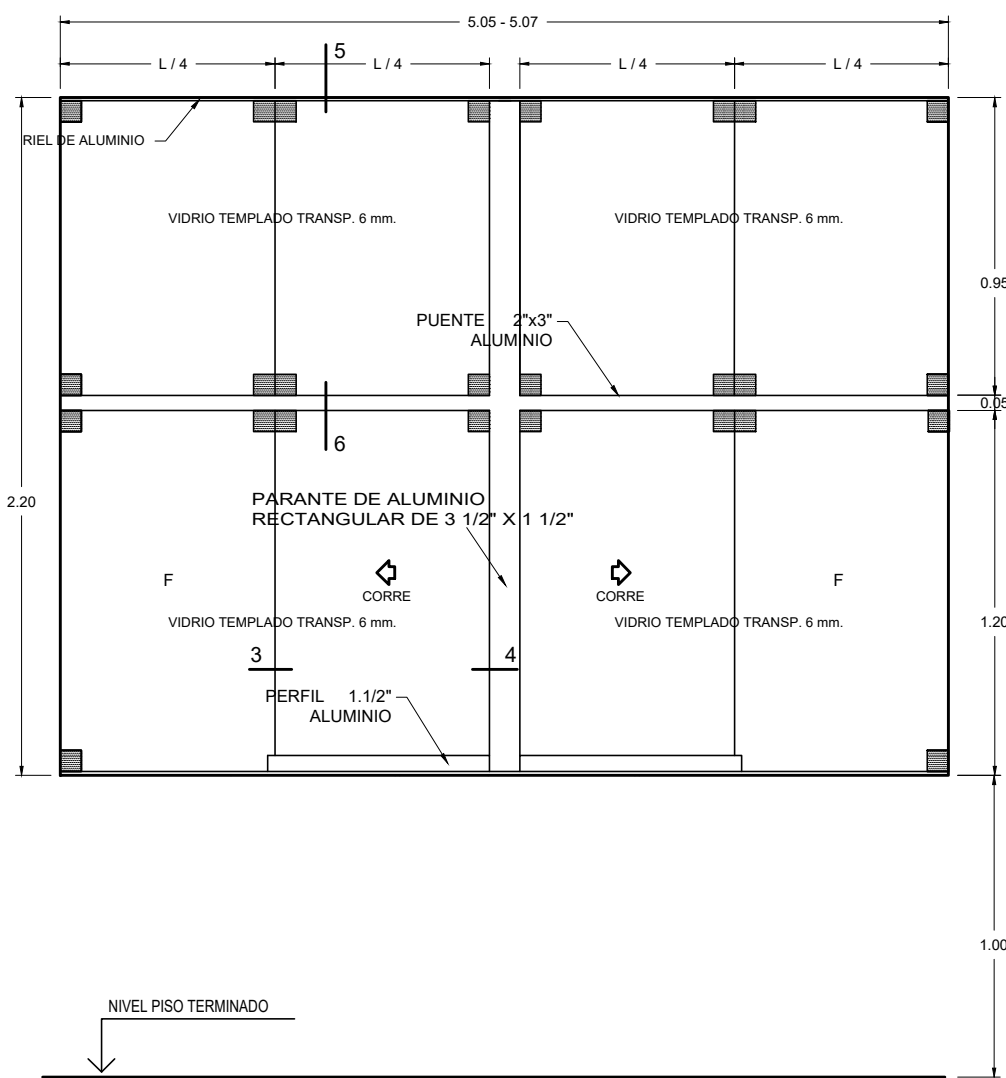 5.05 - 5.07
5
L / 4
L / 4
L / 4
L / 4
RIEL DE ALUMINIO
VIDRIO TEMPLADO TRANSP. 6 mm.
VIDRIO TEMPLADO TRANSP. 6 mm.
0.95
PUENTE 2"x3"
ALUMINIO
0.05
6
2.20
PARANTE DE ALUMINIO
RECTANGULAR DE 3 1/2" X 1 1/2"
F
F
CORRE
CORRE
VIDRIO TEMPLADO TRANSP. 6 mm.
VIDRIO TEMPLADO TRANSP. 6 mm.
1.20
3
4
PERFIL 1.1/2"
ALUMINIO
1.00
NIVEL PISO TERMINADO